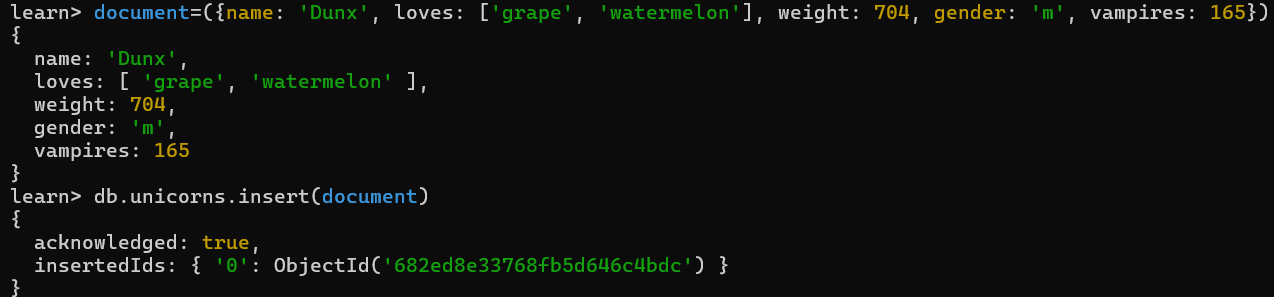 learn> document=({name: 'Dunx', loves: ['grape', 'watermelon'], weight: 704, gender: 'm', vampires: 165})
{
  name: 'Dunx',
  loves: [ 'grape', 'watermelon' ],
  weight: 704,
  gender: 'm',
  vampires: 165
}
learn> db.unicorns.insert(document)
{
  acknowledged: true,
  insertedIds: { '0': ObjectId('682ed8e33768fb5d646c4bdc') }
}